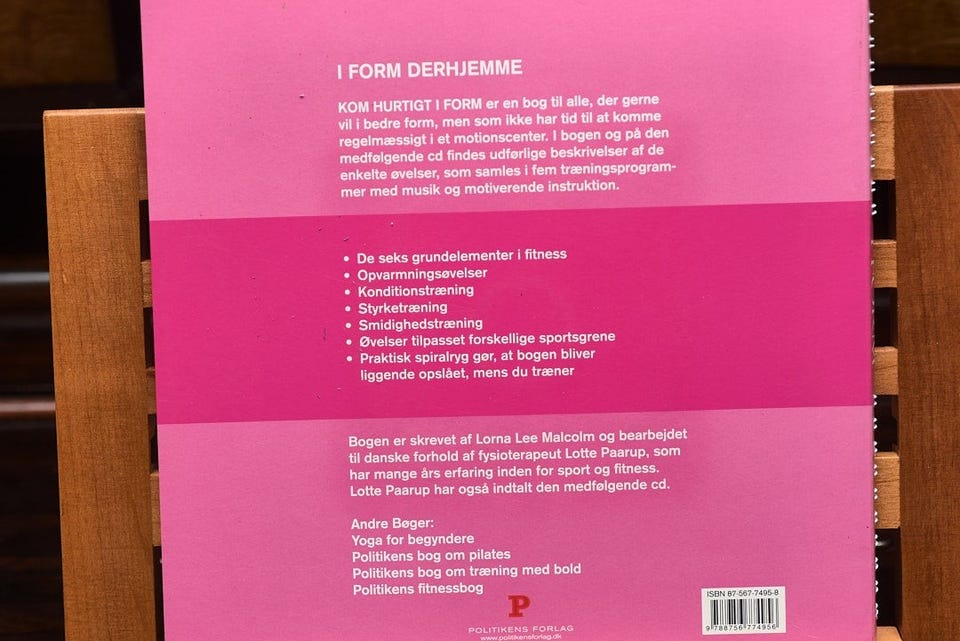 I FORM DERHJEMME
KOM HURTIGT I FORM er en bog til alle, der gerne
vil i bedre form, men som ikke har tid til at komme
regelmæssigt i et motionscenter. I bogen og på den
medfølgende cd findes udførlige beskrivelser af de
enkelte øvelser, som samles i fem træningsprogram-
mer med musik og motiverende instruktion.
• De seks grundelementer i fitness
• Opvarmningsøvelser
• Konditionstræning
• Styrketræning
• Smidighedstræning
• Øvelser tilpasset forskellige sportsgrene
• Praktisk spiralryg gør, at bogen bliver
liggende opslået, mens du træner
Bogen er skrevet af Lorna Lee Malcolm og bearbejdet
til danske forhold af fysioterapeut Lotte Paarup, som
har mange års erfaring inden for sport og fitness.
Lotte Paarup har også indtalt den medfølgende cd.
Andre Bøger:
Yoga for begyndere
Politikens bog om pilates
Politikens bog om træning med bold
Politikens fitnessbog
P
POLITIKENS FORLAG
www.politikensforlag.dk
ISBN 87-567-7495-8
9 788756 774956